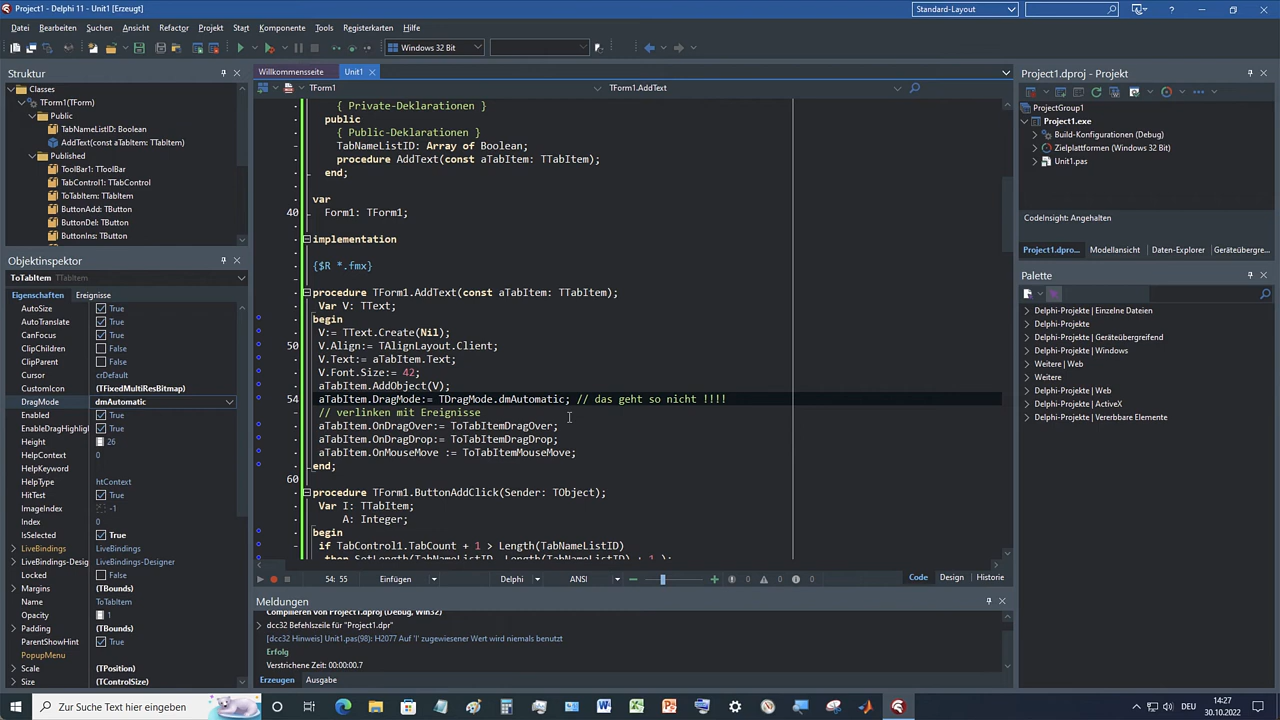 Project1 - Delphi 11 - Unit1 [Erzeugt]
Standard-Layout
Datei Bearbeiten Suchen Ansicht Refactor Projekt Start Komponente Tools Registerkarten Hilfe
Windows 32 Bit
Struktur
Classes
TForm1(TForm)
Public
TabNameListID: Boolean
AddText(const aTabItem: TTabItem)
Published
ToolBar1: TToolBar
TabControl1: TTabControl
ToTabItem: TTabItem
ButtonAdd: TButton
ButtonDel: TButton
ButtonIns: TButton
Objektinspektor
ToTabItem TTabItem
Eigenschaften Ereignisse
AutoSize True
AutoTranslate True
CanFocus True
ClipChildren False
ClipParent False
Cursor crDefault
CustomIcon (TFixedMultiResBitmap)
DragMode dmAutomatic
Enabled True
EnableDragHighl True
Height 26
HelpContext 0
HelpKeyword
HelpType htContext
HitTest True
ImageIndex -1
Index 0
IsSelected True
LiveBindings LiveBindings
LiveBindings-Desig LiveBindings-Designer
Locked False
Margins (TBounds)
Name ToTabItem
Opacity 1
Padding (TBounds)
ParentShowHint True
PopupMenu
Scale (TPosition)
Size (TControlSize)
Willkommensseite Unit1
TForm1 TForm1.AddText
{ Private-Deklarationen }
public
{ Public-Deklarationen }
TabNameListID: Array of Boolean;
procedure AddText(const aTabItem: TTabItem);
end;
var
40 Form1: TForm1;
implementation
{$R *.fmx}
procedure TForm1.AddText(const aTabItem: TTabItem);
Var V: TText;
begin
V:= TText.Create(Nil);
50 V.Align:= TAlignLayout.Client;
V.Text:= aTabItem.Text;
V.Font.Size:= 42;
aTabItem.AddObject(V);
54 aTabItem.DragMode:= TDragMode.dmAutomatic; // das geht so nicht !!!!
// verlinken mit Ereignisse
aTabItem.OnDragOver:= ToTabItemDragOver;
aTabItem.OnDragDrop:= ToTabItemDragDrop;
aTabItem.OnMouseMove := ToTabItemMouseMove;
end;
60
procedure TForm1.ButtonAddClick(Sender: TObject);
Var I: TTabItem;
A: Integer;
begin
if TabControl1.TabCount + 1 > Length(TabNameListID)
then SetLength(TabNameListID, Length(TabNameListID) + 1 );
54: 55 Einfügen Delphi ANSI 0 0 0 Code Design Historie
Meldungen
Compilieren von Project1.dproj (Debug, Win32)
dcc32 Befehlszeile für "Project1.dpr"
[dcc32 Hinweis] Unit1.pas(98): H2077 Auf 'I' zugewiesener Wert wird niemals benutzt
Erfolg
Verstrichene Zeit: 00:00:00,7
Erzeugen Ausgabe
Project1.dproj - Projekt
ProjectGroup1
Project1.exe
Build-Konfigurationen (Debug)
Zielplattformen (Windows 32 Bit)
Unit1.pas
CodeInsight: Angehalten
Project1.dpro... Modellansicht Daten-Explorer Geräteübergre...
Palette
Delphi-Projekte | Einzelne Dateien
Delphi-Projekte
Delphi-Projekte | Geräteübergreifend
Delphi-Projekte | Windows
Weitere | Web
Weitere
Delphi-Projekte | Web
Delphi-Projekte | ActiveX
Delphi-Projekte | Vererbbare Elemente
Zur Suche Text hier eingeben
DEU
14:27
30.10.2022